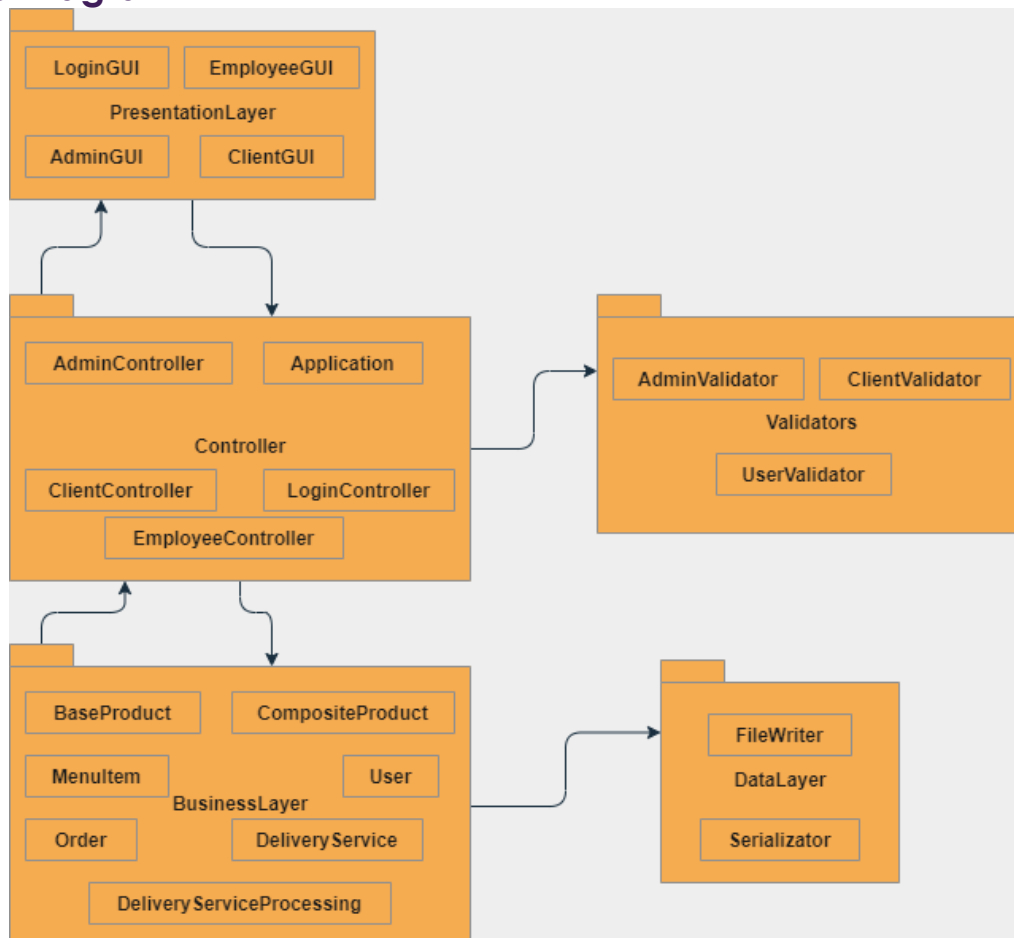 LoginGUI EmployeeGUI
PresentationLayer
AdminGUI ClientGUI
AdminController Application
Controller
ClientController LoginController
EmployeeController
AdminValidator ClientValidator
Validators
UserValidator
BaseProduct CompositeProduct
MenuItem User
BusinessLayer
Order DeliveryService
DeliveryServiceProcessing
FileWriter
DataLayer
Serializator